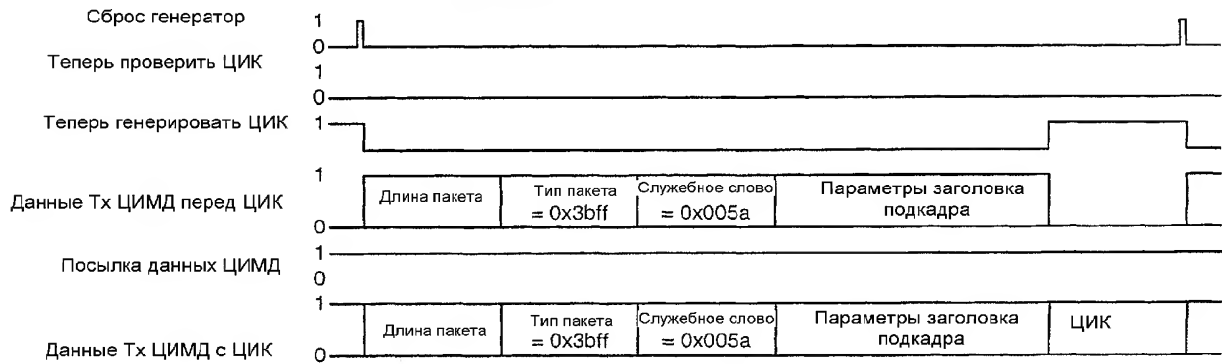 Сброс генератор
1
0
Теперь проверить ЦИК
1
0
Теперь генерировать ЦИК
1
Данные Tx ЦИМД перед ЦИК
1
0
Длина пакета
Тип пакета
= 0x3bff
Служебное слово
= 0x005a
Параметры заголовка
подкадра
Посылка данных ЦИМД
1
0
Данные Tx ЦИМД с ЦИК
1
0
Длина пакета
Тип пакета
= 0x3bff
Служебное слово
= 0x005a
Параметры заголовка
подкадра
ЦИК